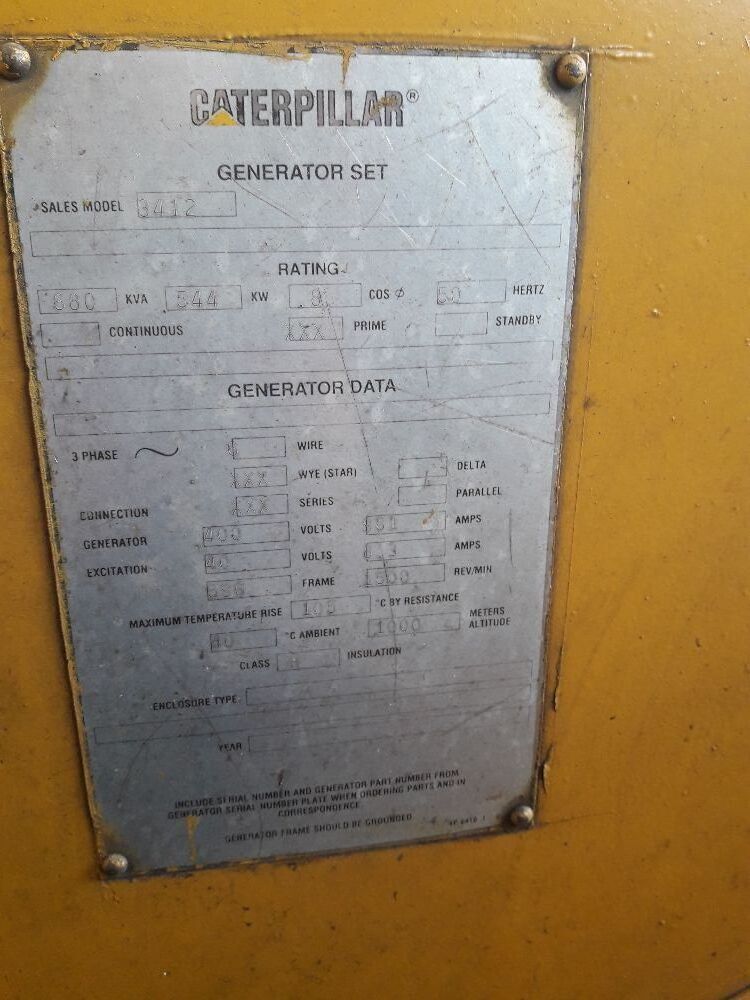 CATERPILLAR®
GENERATOR SET
SALES MODEL 3412
RATING
680 KVA 544 KW .8 COS ϕ 50 HERTZ
CONTINUOUS XX PRIME STANDBY
GENERATOR DATA
3 PHASE WIRE
XX WYE (STAR) DELTA
CONNECTION XX SERIES PARALLEL
GENERATOR 400 VOLTS 981 AMPS
EXCITATION 40 VOLTS AMPS
FRAME 1500 REV/MIN
MAXIMUM TEMPERATURE RISE 105 °C BY RESISTANCE
40 °C AMBIENT 1000 METERS ALTITUDE
CLASS H INSULATION
ENCLOSURE TYPE
YEAR
INCLUDE SERIAL NUMBER AND GENERATOR PART NUMBER FROM
GENERATOR SERIAL NUMBER PLATE WHEN ORDERING PARTS AND IN
CORRESPONDENCE
GENERATOR FRAME SHOULD BE GROUNDED